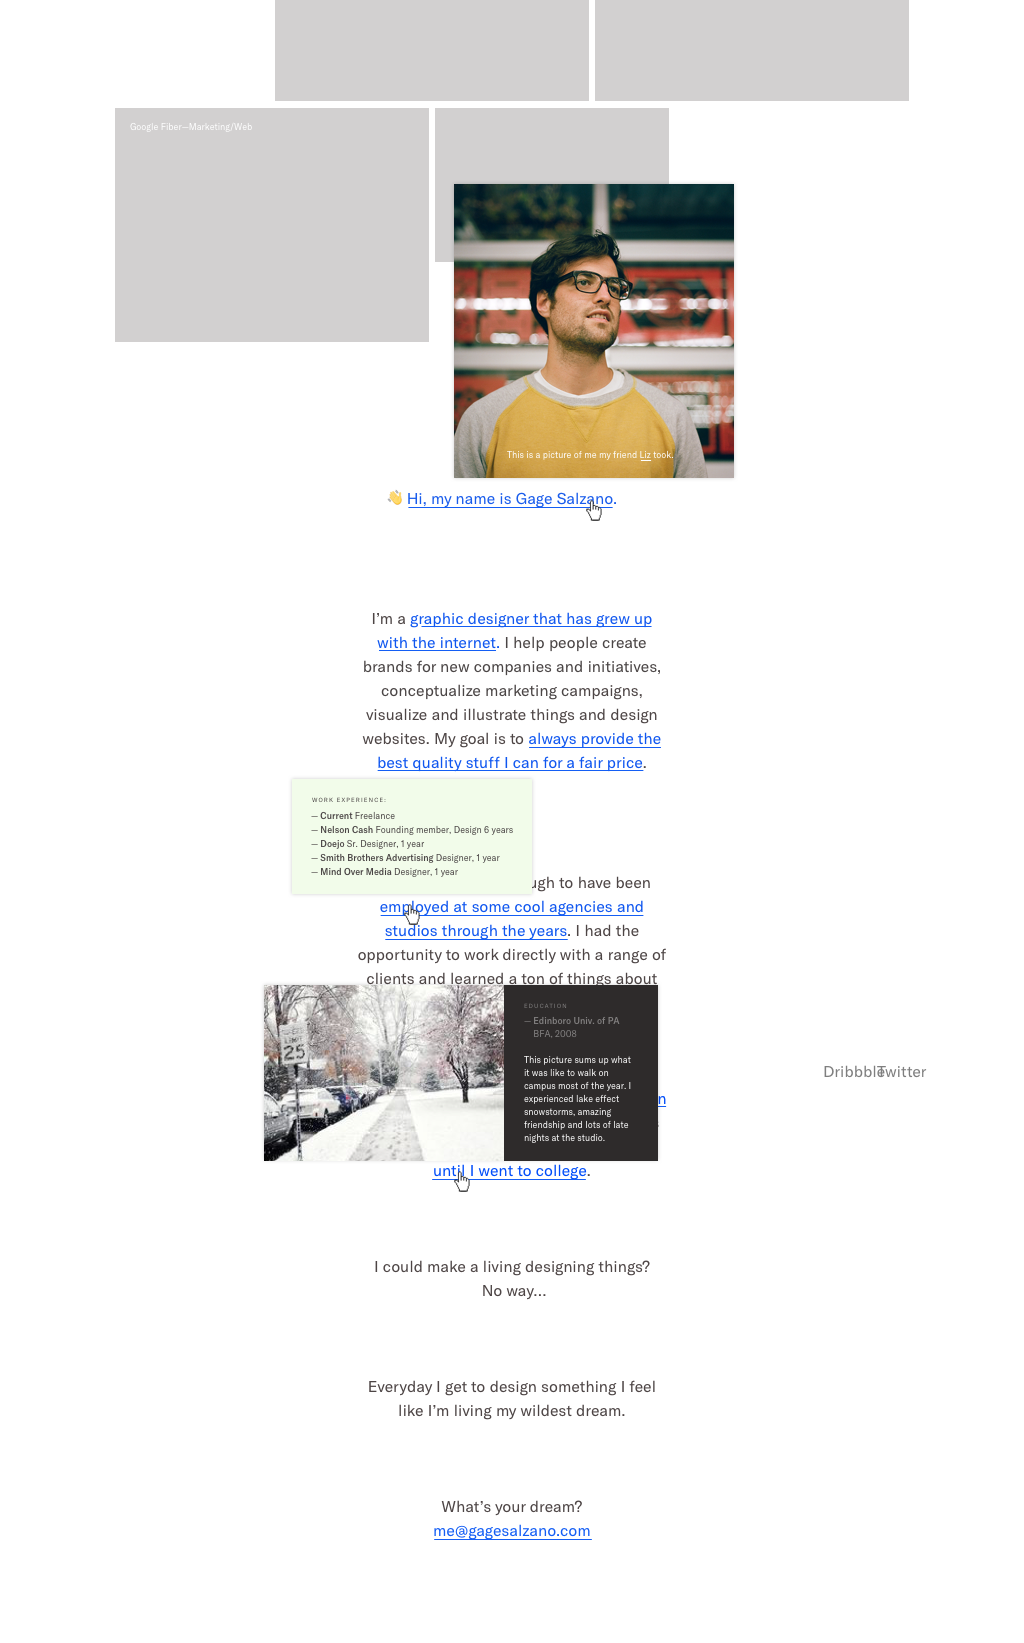 Google Fiber—Marketing/Web
This is a picture of me my friend Liz took.
👋 Hi, my name is Gage Salzano.
I’m a graphic designer that has grew up
with the internet. I help people create
brands for new companies and initiatives,
conceptualize marketing campaigns,
visualize and illustrate things and design
websites. My goal is to always provide the
best quality stuff I can for a fair price.
WORK EXPERIENCE:
— Current Freelance
— Nelson Cash Founding member, Design 6 years
— Doejo Sr. Designer, 1 year
— Smith Brothers Advertising Designer, 1 year
— Mind Over Media Designer, 1 year
to have been
employed at some cool agencies and
studios through the years. I had the
opportunity to work directly with a range of
clients and learned a ton of things about
LIMIT
25
EDUCATION
— Edinboro Univ. of PA
BFA, 2008
This picture sums up what
it was like to walk on
campus most of the year. I
experienced lake effect
snowstorms, amazing
friendship and lots of late
nights at the studio.
Dribbble
Twitter
until I went to college.
I could make a living designing things?
No way...
Everyday I get to design something I feel
like I’m living my wildest dream.
What’s your dream?
me@gagesalzano.com